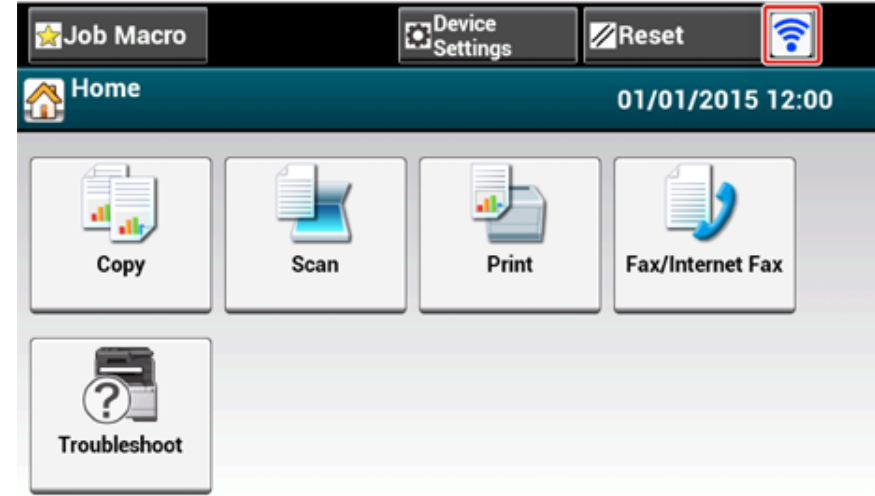 Job Macro
Device
Settings
Reset
Home
01/01/2015 12:00
Copy
Scan
Print
Fax/Internet Fax
?
Troubleshoot